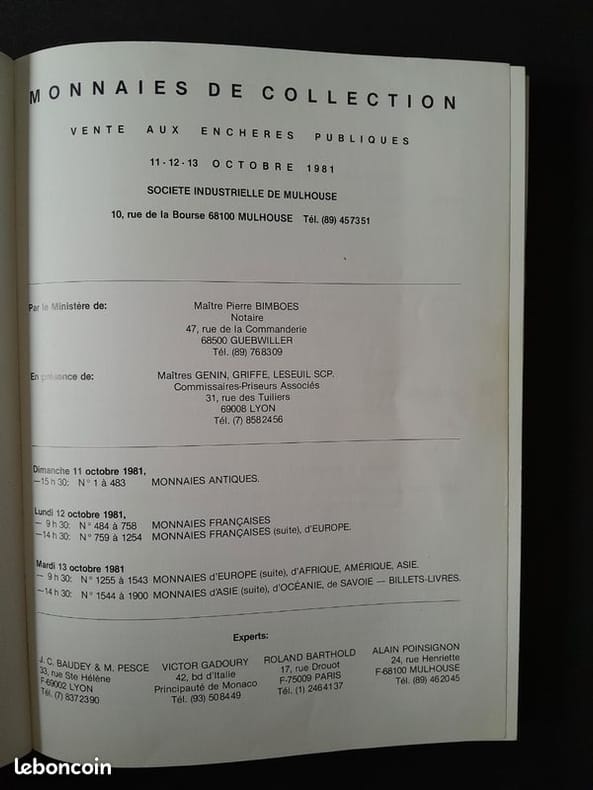 MONNAIES DE COLLECTION
VENTE AUX ENCHERES PUBLIQUES
11-12-13 OCTOBRE 1981
SOCIETE INDUSTRIELLE DE MULHOUSE
10, rue de la Bourse 68100 MULHOUSE Tél. (89) 457351
Par le Ministère de:
Maître Pierre BIMBOES
Notaire
47, rue de la Commanderie
68500 GUEBWILLER
Tél. (89) 768309
En présence de:
Maîtres GENIN, GRIFFE, LESEUIL SCP.
Commissaires-Priseurs Associés
31, rue des Tuiliers
69008 LYON
Tél. (7) 8582456
Dimanche 11 octobre 1981,
—15 h 30: N° 1 à 483 MONNAIES ANTIQUES.
Lundi 12 octobre 1981,
— 9 h 30: N° 484 à 758 MONNAIES FRANÇAISES
—14 h 30: N° 759 à 1254 MONNAIES FRANÇAISES (suite), d'EUROPE.
Mardi 13 octobre 1981
— 9 h 30: N° 1255 à 1543 MONNAIES d'EUROPE (suite), d'AFRIQUE, AMÉRIQUE, ASIE.
—14 h 30: N° 1544 à 1900 MONNAIES d'ASIE (suite), d'OCÉANIE, de SAVOIE — BILLETS-LIVRES.
Experts:
J. C. BAUDEY & M. PESCE
33, rue Ste Hélène
F-69002 LYON
Tél. (7) 8372390
VICTOR GADOURY
42, bd d'Italie
Principauté de Monaco
Tél. (93) 508449
ROLAND BARTHOLD
17, rue Drouot
F-75009 PARIS
Tél. (1) 2464137
ALAIN POINSIGNON
24, rue Henriette
F-68100 MULHOUSE
Tél. (89) 462045
leboncoin